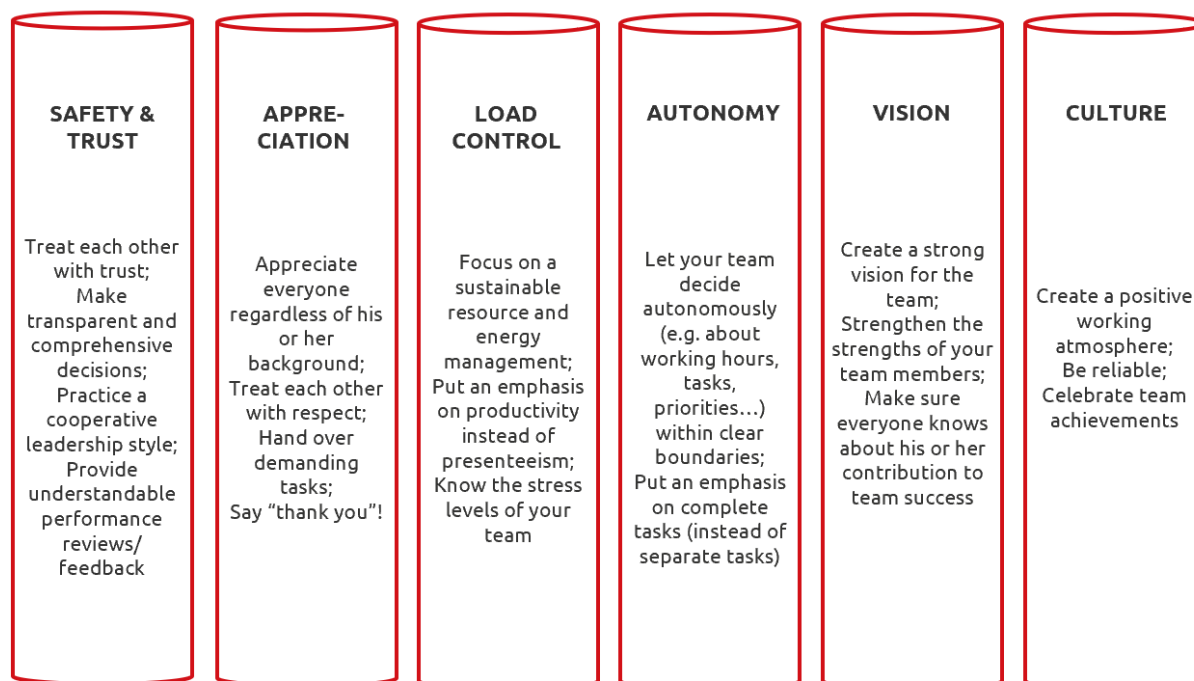 SAFETY &
TRUST
Treat each other
with trust;
Make
transparent and
comprehensive
decisions;
Practice a
cooperative
leadership style;
Provide
understandable
performance
reviews/
feedback
APPRE-
CIATION
Appreciate
everyone
regardless of his
or her
background;
Treat each other
with respect;
Hand over
demanding
tasks;
Say “thank you”!
LOAD
CONTROL
Focus on a
sustainable
resource and
energy
management;
Put an emphasis
on productivity
instead of
presenteeism;
Know the stress
levels of your
team
AUTONOMY
Let your team
decide
autonomously
(e.g. about
working hours,
tasks,
priorities…)
within clear
boundaries;
Put an emphasis
on complete
tasks (instead of
separate tasks)
VISION
Create a strong
vision for the
team;
Strengthen the
strengths of your
team members;
Make sure
everyone knows
about his or her
contribution to
team success
CULTURE
Create a positive
working
atmosphere;
Be reliable;
Celebrate team
achievements